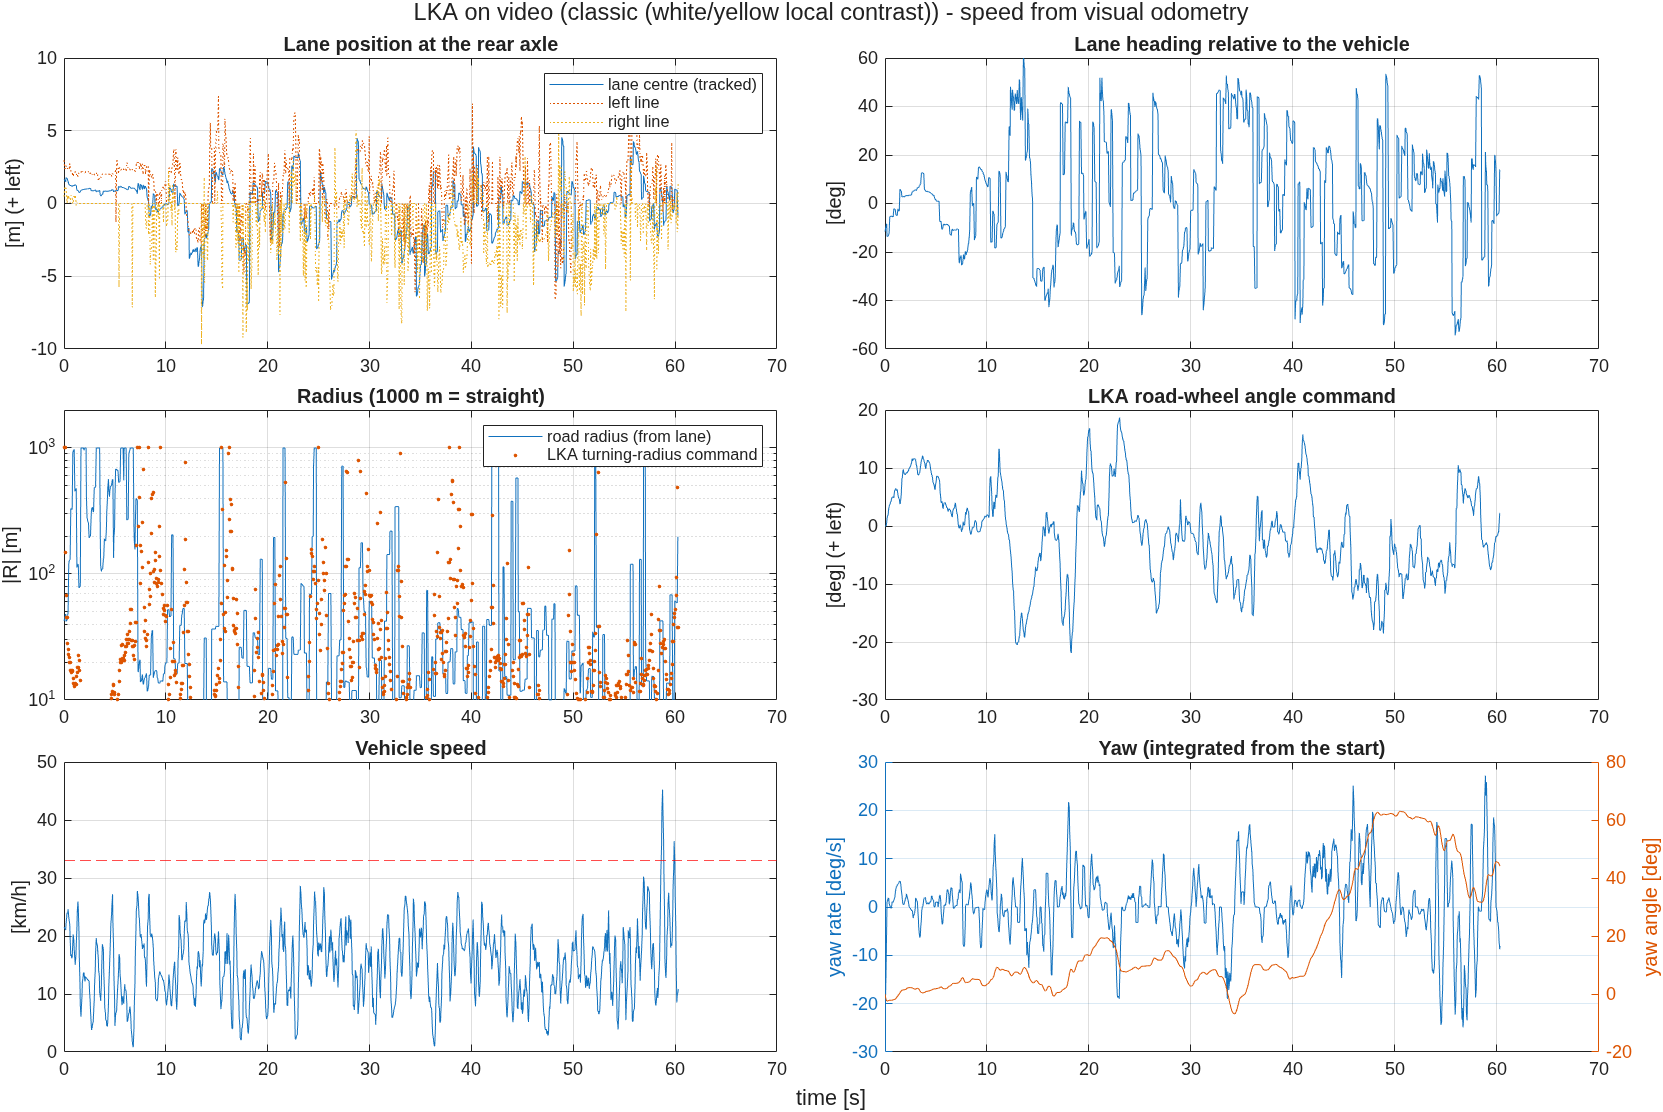 LKA on video (classic (white/yellow local contrast)) - speed from visual odometry
Lane position at the rear axle
[m] (+ left)
10
5
0
-5
-10
lane centre (tracked)
left line
right line
0 10 20 30 40 50 60 70
Lane heading relative to the vehicle
[deg]
60
40
20
0
-20
-40
-60
0 10 20 30 40 50 60 70
Radius (1000 m = straight)
|R| [m]
10^3
10^2
10^1
road radius (from lane)
LKA turning-radius command
0 10 20 30 40 50 60 70
LKA road-wheel angle command
[deg] (+ left)
20
10
0
-10
-20
-30
0 10 20 30 40 50 60 70
Vehicle speed
[km/h]
50
40
30
20
10
0
0 10 20 30 40 50 60 70
Yaw (integrated from the start)
yaw rate [deg/s]
30
20
10
0
-10
-20
-30
yaw angle [deg]
80
60
40
20
0
-20
0 10 20 30 40 50 60 70
time [s]